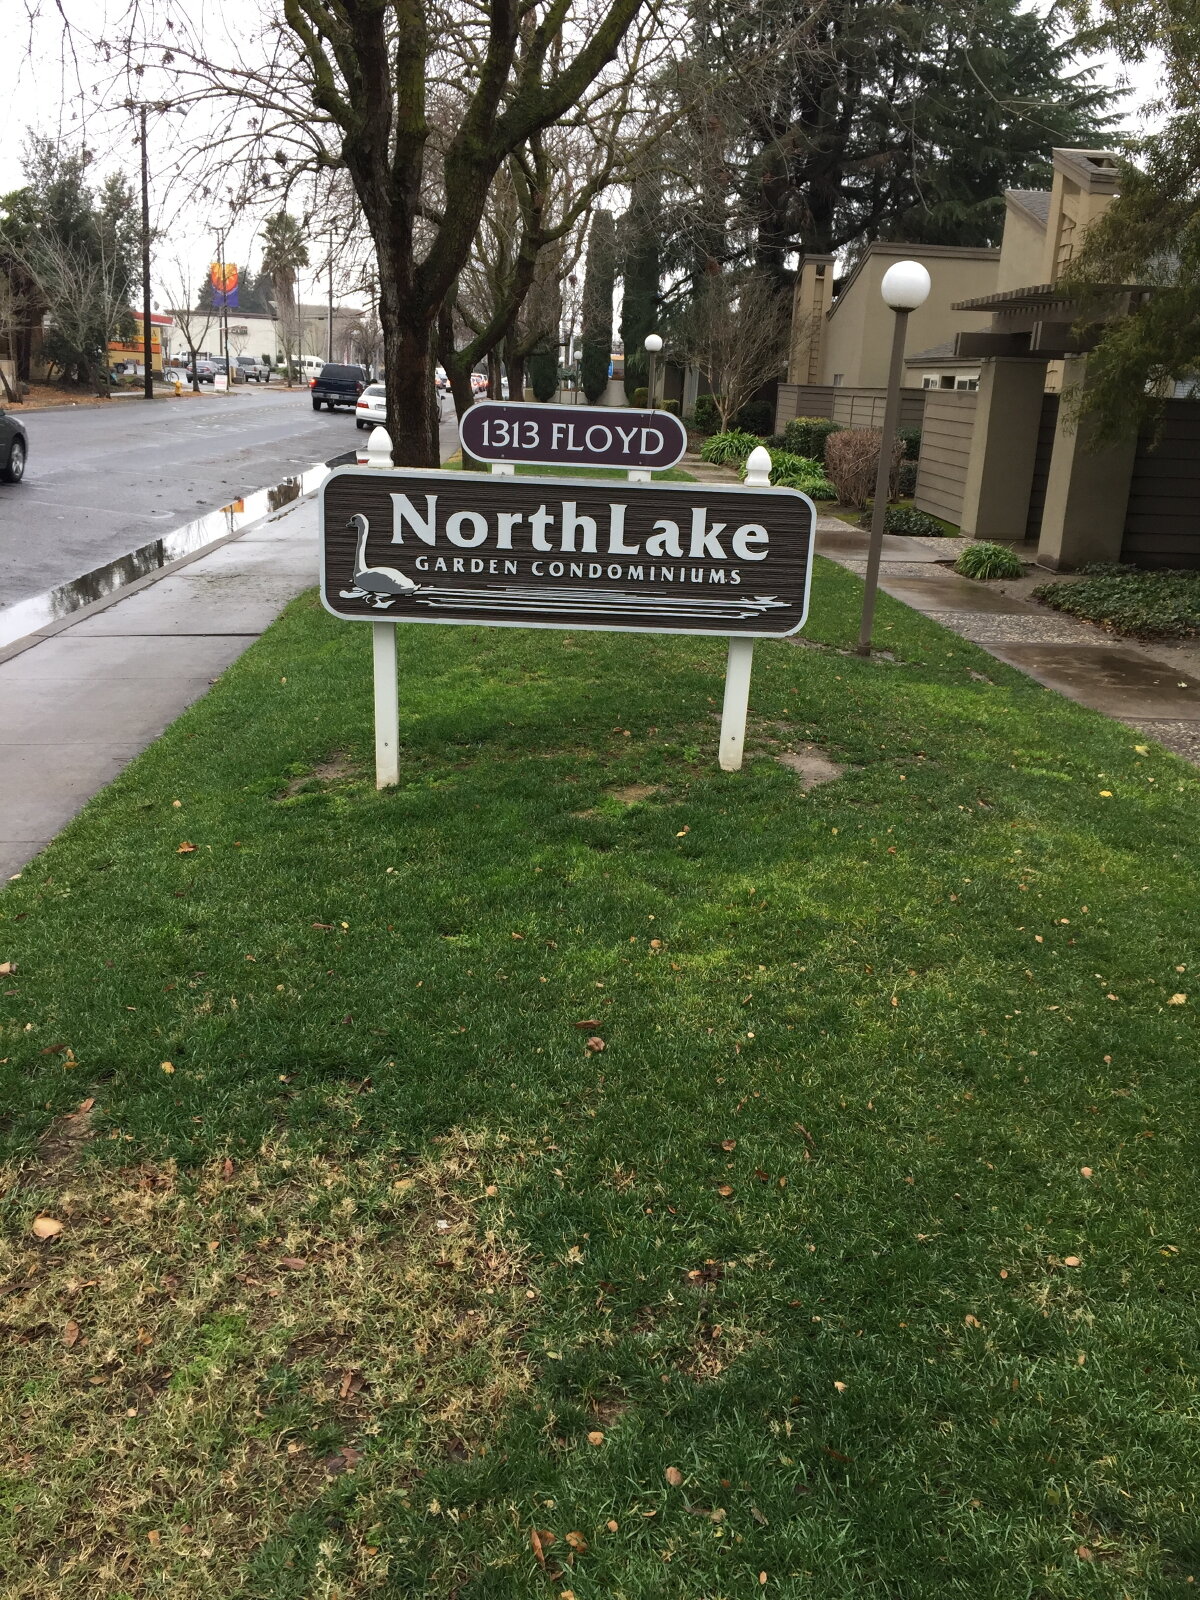 1313 FLOYD
NORTHLAKE
GARDEN CONDOMINIUMS